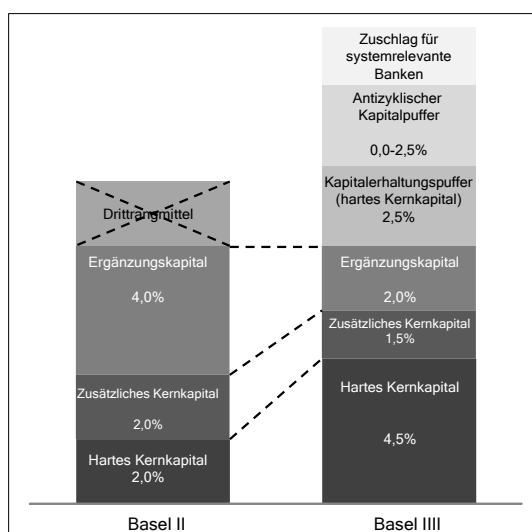 Zuschlag für
systemrelevante
Banken
Antizyklischer
Kapitalpuffer
0,0-2,5%
Kapitalerhaltungspuffer
(hartes Kernkapital)
2,5%
Drittrangmittel
Ergänzungskapital
4,0%
Ergänzungskapital
2,0%
Zusätzliches Kernkapital
1,5%
Zusätzliches Kernkapital
2,0%
Hartes Kernkapital
4,5%
Hartes Kernkapital
2,0%
Basel II
Basel IIII